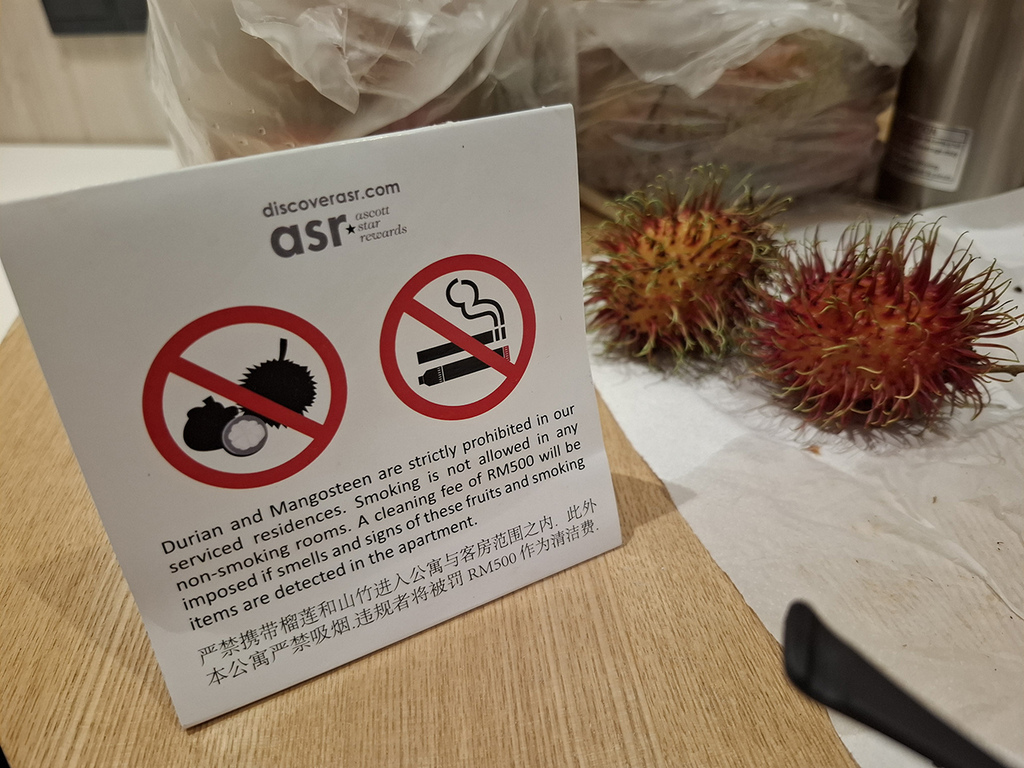 discoverasr.com
asr★ascott
star
rewards
Durian and Mangosteen are strictly prohibited in our
serviced residences. Smoking is not allowed in any
non-smoking rooms. A cleaning fee of RM500 will be
imposed if smells and signs of these fruits and smoking
items are detected in the apartment.
严禁携带榴莲和山竹进入公寓与客房范围之内. 此外
本公寓严禁吸烟.违规者将被罚 RM500 作为清洁费.